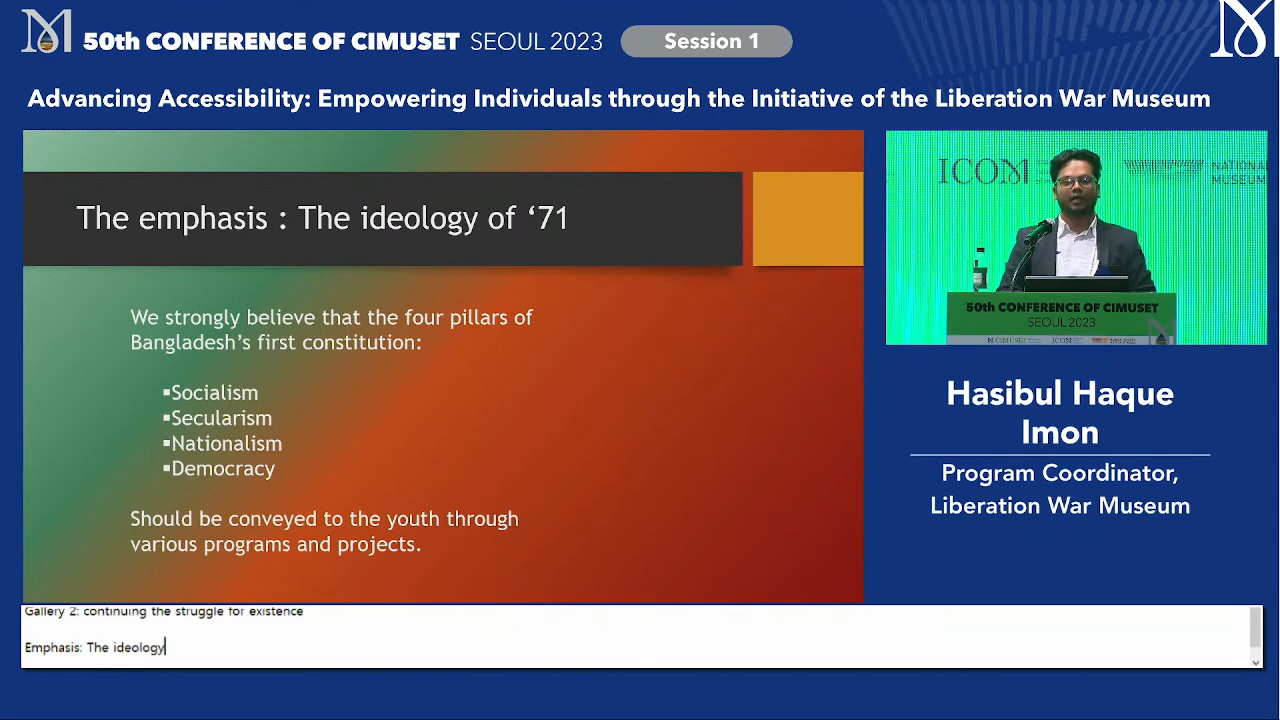 50th CONFERENCE OF CIMUSET SEOUL 2023 Session 1
Advancing Accessibility: Empowering Individuals through the Initiative of the Liberation War Museum
The emphasis : The ideology of ‘71
We strongly believe that the four pillars of
Bangladesh’s first constitution:
▪Socialism
▪Secularism
▪Nationalism
▪Democracy
Should be conveyed to the youth through
various programs and projects.
ICOM
NATIONAL
MUSEUM
50th CONFERENCE OF CIMUSET
SEOUL 2023
CIMUSET ICOM
Hasibul Haque
Imon
Program Coordinator,
Liberation War Museum
Gallery 2: continuing the struggle for existence
Emphasis: The ideology